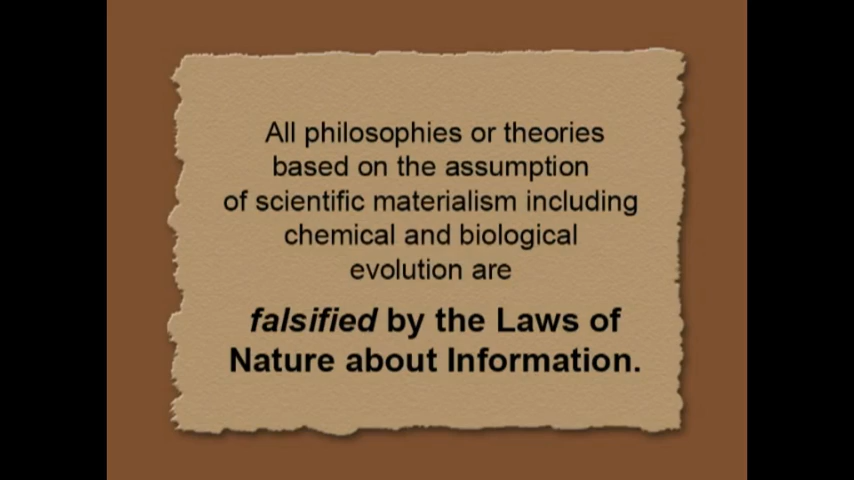 All philosophies or theories
based on the assumption
of scientific materialism including
chemical and biological
evolution are
falsified by the Laws of
Nature about Information.